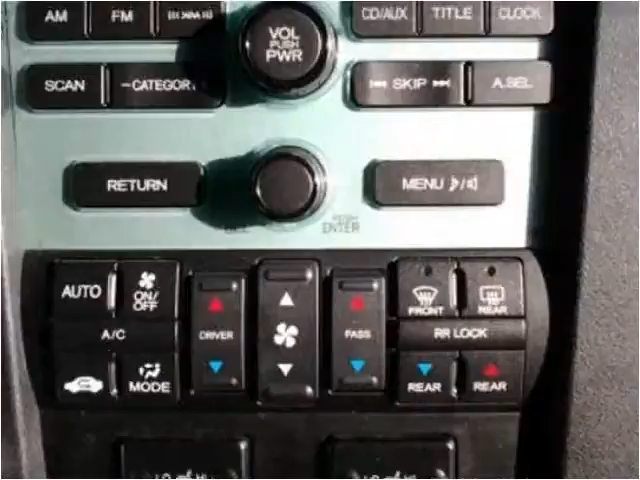 AM FM CD/AUX TITLE CLOCK
VOL
PUSH
PWR
SCAN −CATEGORY SKIP A.SEL
RETURN MENU
ENTER
AUTO ON/
OFF
FRONT REAR
A/C DRIVER PASS RR LOCK
MODE REAR REAR